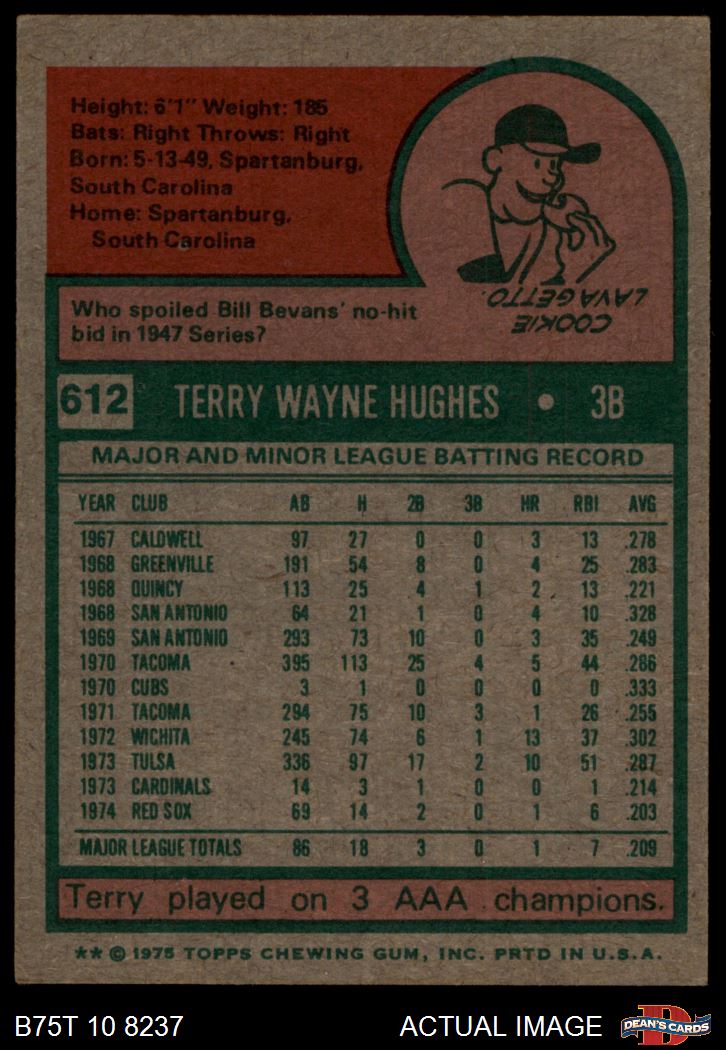 Height: 6'1" Weight: 185
Bats: Right Throws: Right
Born: 5-13-49, Spartanburg,
South Carolina
Home: Spartanburg,
South Carolina
COOKIE
LAVAGETTO.
Who spoiled Bill Bevans' no-hit
bid in 1947 Series?
612 TERRY WAYNE HUGHES • 3B
MAJOR AND MINOR LEAGUE BATTING RECORD
YEAR CLUB AB H 2B 3B HR RBI AVG
1967 CALDWELL 97 27 0 0 3 13 .278
1968 GREENVILLE 191 54 8 0 4 25 .283
1968 QUINCY 113 25 4 1 2 13 .221
1968 SAN ANTONIO 64 21 1 0 4 10 .328
1969 SAN ANTONIO 293 73 10 0 3 35 .249
1970 TACOMA 395 113 25 4 5 44 .286
1970 CUBS 3 1 0 0 0 0 .333
1971 TACOMA 294 75 10 3 1 26 .255
1972 WICHITA 245 74 6 1 13 37 .302
1973 TULSA 336 97 17 2 10 51 .287
1973 CARDINALS 14 3 1 0 0 1 .214
1974 RED SOX 69 14 2 0 1 6 .203
MAJOR LEAGUE TOTALS 86 18 3 0 1 7 .209
Terry played on 3 AAA champions.
** © 1975 TOPPS CHEWING GUM, INC. PRTD IN U.S.A.
B75T 10 8237 ACTUAL IMAGE D DEAN'S CARDS